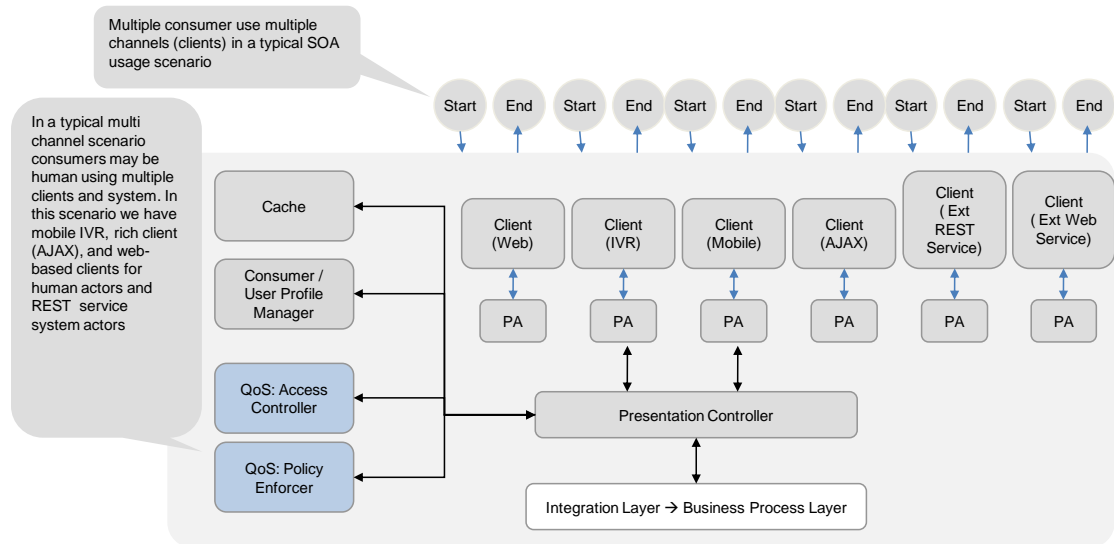 Multiple consumer use multiple
channels (clients) in a typical SOA
usage scenario
In a typical multi
channel scenario
consumers may be
human using multiple
clients and system. In
this scenario we have
mobile IVR, rich client
(AJAX), and web-
based clients for
human actors and
REST service
system actors
Start
End
Start
End
Start
End
Start
End
Start
End
Start
End
Cache
Consumer /
User Profile
Manager
QoS: Access
Controller
QoS: Policy
Enforcer
Client
(Web)
Client
(IVR)
Client
(Mobile)
Client
(AJAX)
Client
( Ext
REST
Service)
Client
( Ext Web
Service)
PA
PA
PA
PA
PA
PA
Presentation Controller
Integration Layer → Business Process Layer